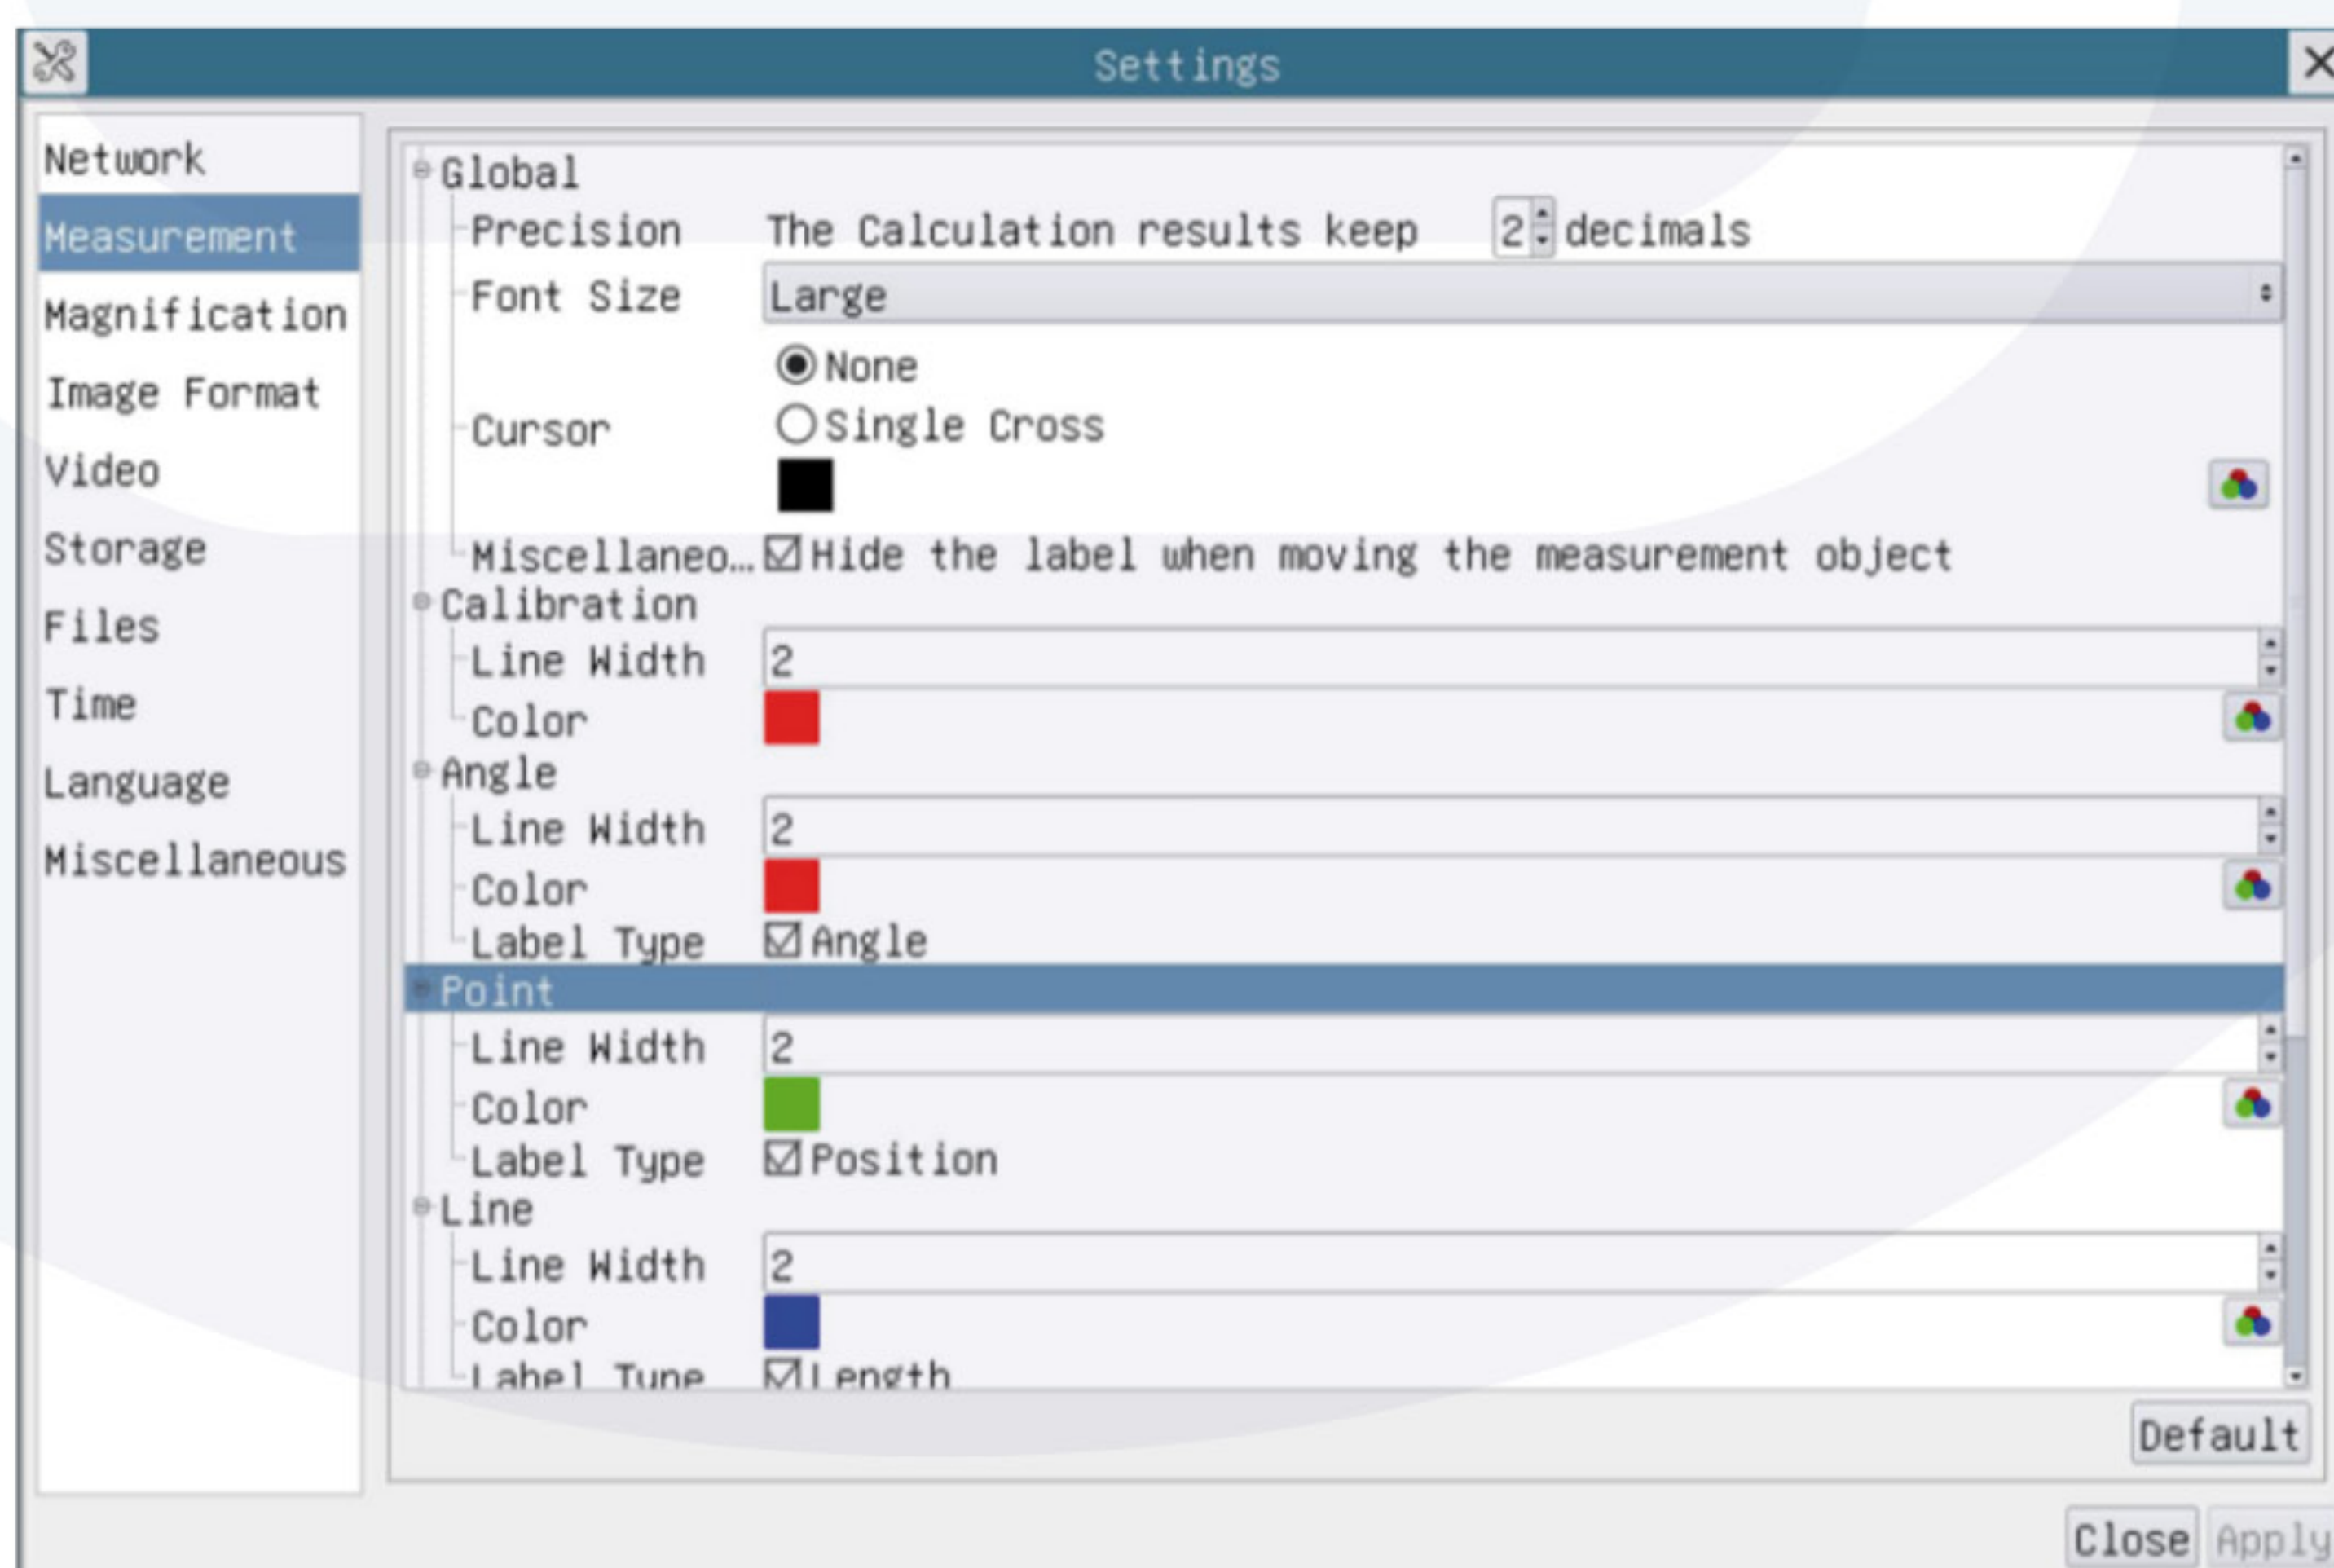 Settings
Network
Measurement
Magnification
Image Format
Video
Storage
Files
Time
Language
Miscellaneous
Global
Precision The Calculation results keep 2 decimals
Font Size Large
None
Cursor Single Cross
Miscellaneo... Hide the label when moving the measurement object
Calibration
Line Width 2
Color
Angle
Line Width 2
Color
Label Type Angle
Point
Line Width 2
Color
Label Type Position
Line
Line Width 2
Color
Label Type Length
Default
Close Apply